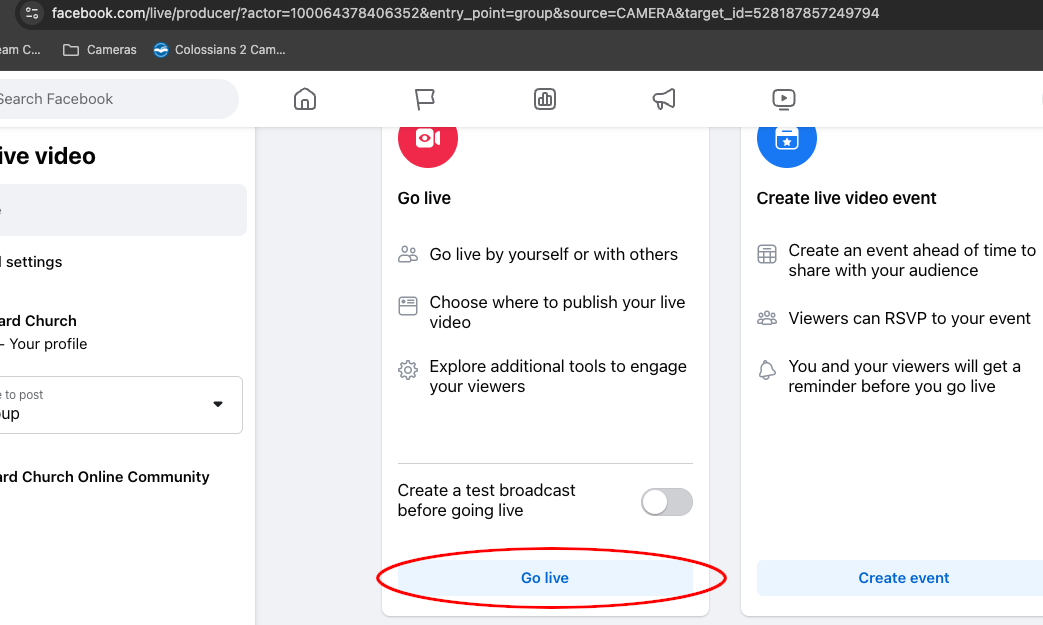 facebook.com/live/producer/?actor=100064378406352&entry_point=group&source=CAMERA&target_id=528187857249794
eam C...
Cameras
Colossians 2 Cam...
Search Facebook
ive video
Go live
Create live video event
e
l settings
Go live by yourself or with others
Create an event ahead of time to
share with your audience
Choose where to publish your live
video
ard Church
- Your profile
Viewers can RSVP to your event
Explore additional tools to engage
your viewers
You and your viewers will get a
reminder before you go live
e to post
oup
ard Church Online Community
Create a test broadcast
before going live
Go live
Create event